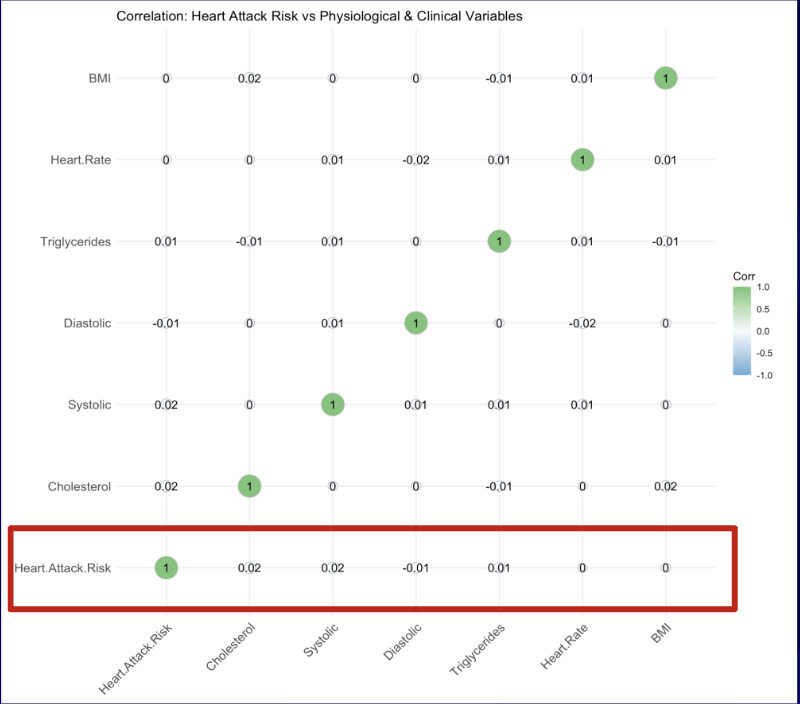 Correlation: Heart Attack Risk vs Physiological & Clinical Variables
BMI 0 0.02 0 0 -0.01 0.01 1
Heart.Rate 0 0 0.01 -0.02 0.01 1 0.01
Triglycerides 0.01 -0.01 0.01 0 1 0.01 -0.01
Corr
1.0
0.5
0.0
-0.5
-1.0
Diastolic -0.01 0 0.01 1 0 -0.02 0
Systolic 0.02 0 1 0.01 0.01 0.01 0
Cholesterol 0.02 1 0 0 -0.01 0 0.02
Heart.Attack.Risk 1 0.02 0.02 -0.01 0.01 0 0
Heart.Attack.Risk Cholesterol Systolic Diastolic Triglycerides Heart.Rate BMI